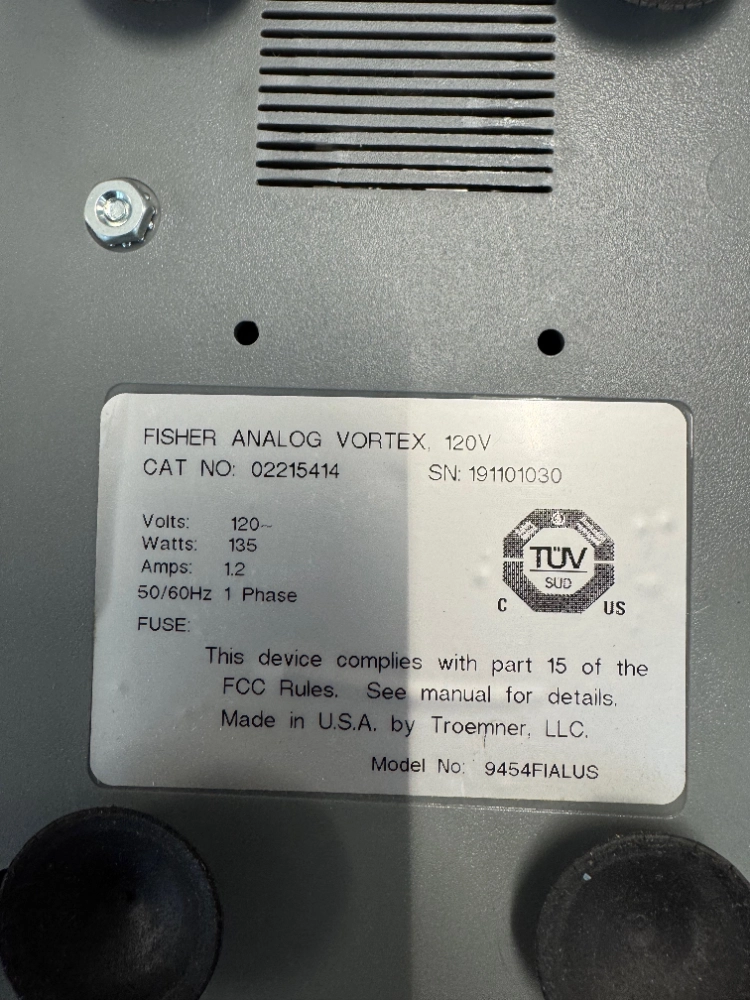 FISHER ANALOG VORTEX, 120V
CAT NO: 02215414 SN: 191101030
Volts: 120~
Watts: 135
Amps: 1.2
50/60Hz 1 Phase
FUSE:
TÜV
SUD
C US
This device complies with part 15 of the
FCC Rules. See manual for details.
Made in U.S.A. by Troemner, LLC.
Model No: 9454FIALUS